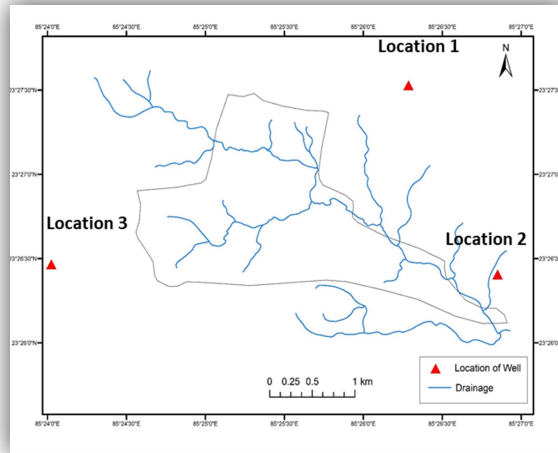 85°24'0"E 85°24'30"E 85°25'0"E 85°25'30"E 85°26'0"E 85°26'30"E 85°27'0"E
Location 1
N
23°27'30"N 23°27'30"N
23°27'0"N 23°27'0"N
Location 3
Location 2
23°26'30"N 23°26'30"N
23°26'0"N 23°26'0"N
0 0.25 0.5 1 km
Location of Well
Drainage
85°24'0"E 85°24'30"E 85°25'0"E 85°25'30"E 85°26'0"E 85°26'30"E 85°27'0"E